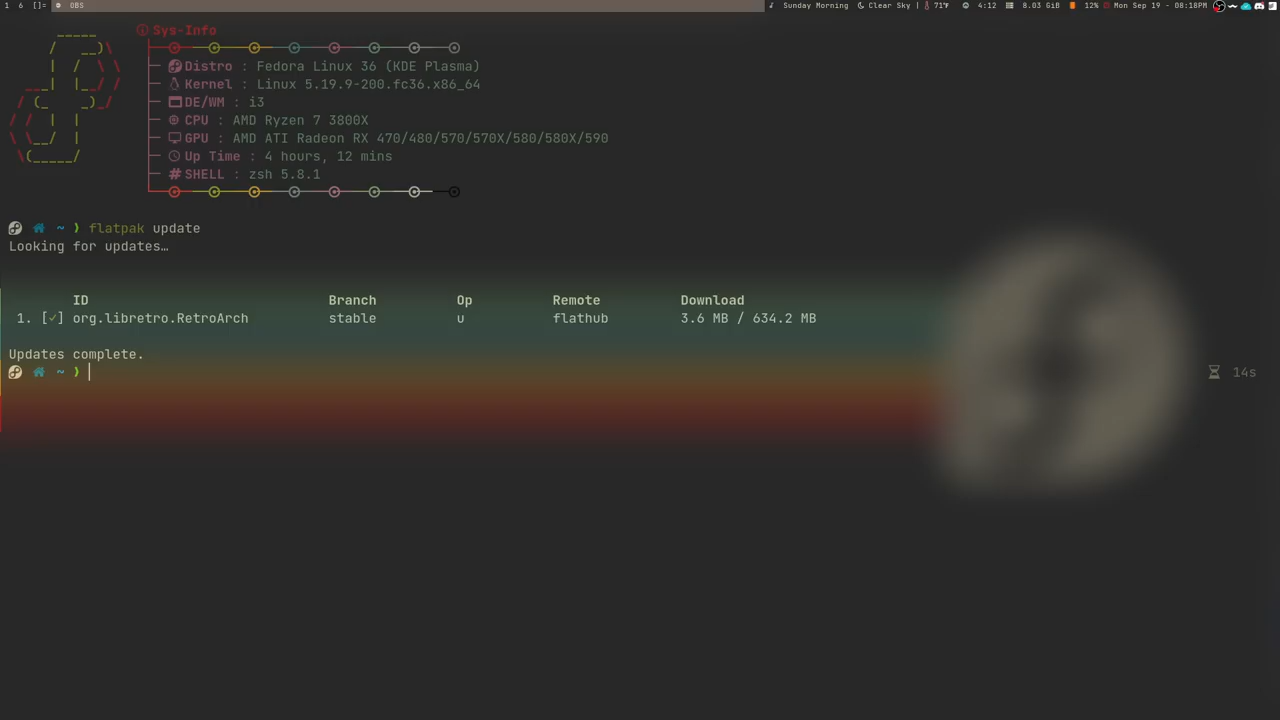 1 6 []= OBS Sunday Morning Clear Sky | 71°F 4:12 8.03 GiB 12% Mon Sep 19 - 08:18PM
Sys-Info
Distro : Fedora Linux 36 (KDE Plasma)
Kernel : Linux 5.19.9-200.fc36.x86_64
DE/WM : i3
CPU : AMD Ryzen 7 3800X
GPU : AMD ATI Radeon RX 470/480/570/570X/580/580X/590
Up Time : 4 hours, 12 mins
SHELL : zsh 5.8.1
~ ❯ flatpak update
Looking for updates…
ID Branch Op Remote Download
1. [✓] org.libretro.RetroArch stable u flathub 3.6 MB / 634.2 MB
Updates complete.
~ ❯ 14s